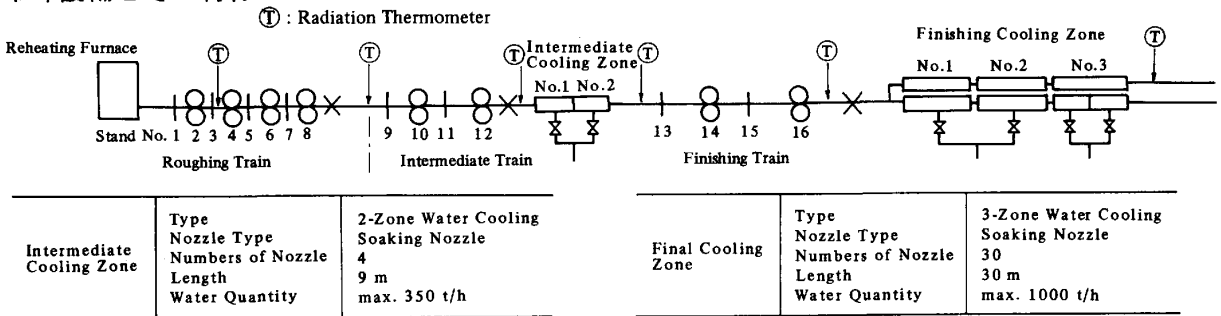 Ⓣ : Radiation Thermometer
Reheating Furnace
Ⓣ
Ⓣ
Ⓣ
Intermediate
Cooling Zone
Ⓣ
Ⓣ
Finishing Cooling Zone
Ⓣ
No.1 No.2
No.1 No.2 No.3
Stand No. 1 2 3 4 5 6 7 8
9 10 11 12
13 14 15 16
Roughing Train
Intermediate Train
Finishing Train
Intermediate
Cooling Zone
Type 2-Zone Water Cooling
Nozzle Type Soaking Nozzle
Numbers of Nozzle 4
Length 9 m
Water Quantity max. 350 t/h
Final Cooling
Zone
Type 3-Zone Water Cooling
Nozzle Type Soaking Nozzle
Numbers of Nozzle 30
Length 30 m
Water Quantity max. 1000 t/h